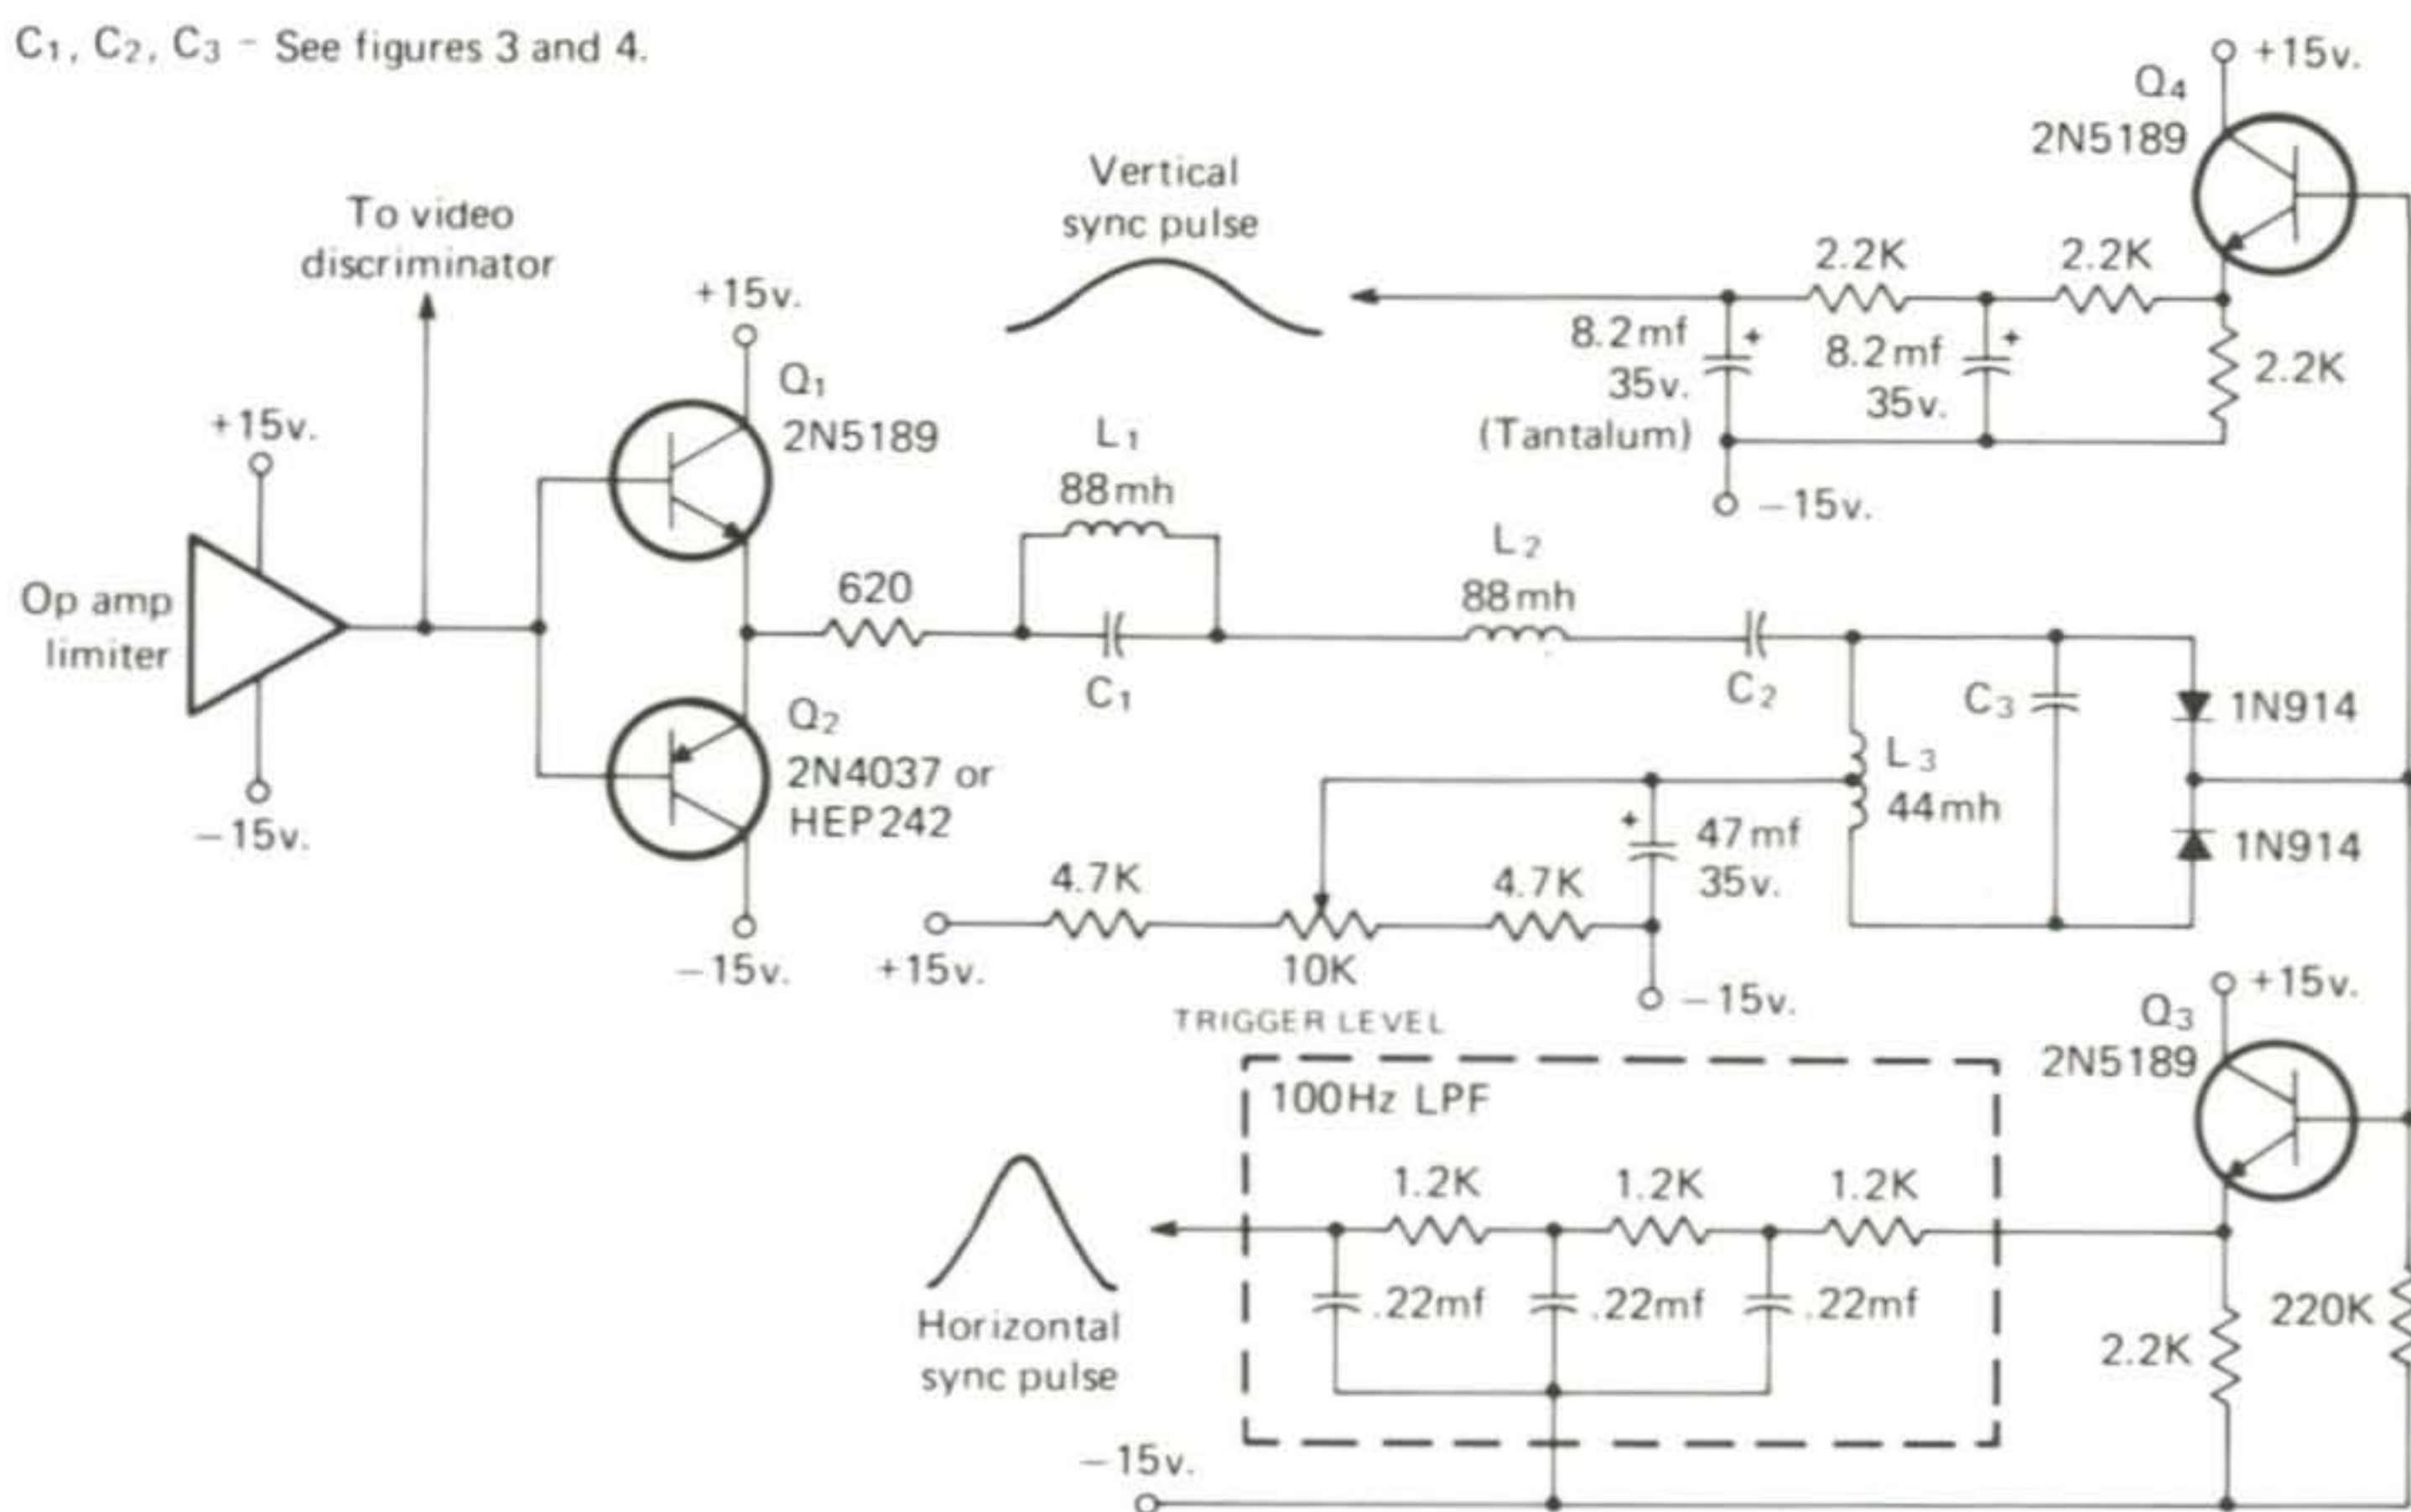 C1, C2, C3 - See figures 3 and 4.
+15v.
Q4
2N5189
Vertical
sync pulse
To video
discriminator
2.2K
2.2K
+15v.
8.2mf
35v.
(Tantalum)
8.2mf
35v.
2.2K
Q1
2N5189
+15v.
L1
88mh
−15v.
L2
88mh
Op amp
limiter
620
C1
C2
C3
1N914
Q2
2N4037 or
HEP242
L3
44mh
−15v.
47mf
35v.
1N914
4.7K
4.7K
+15v.
10K
−15v.
−15v.
TRIGGER LEVEL
+15v.
Q3
2N5189
100Hz LPF
1.2K
1.2K
1.2K
.22mf
.22mf
.22mf
220K
2.2K
Horizontal
sync pulse
−15v.
+
+
+